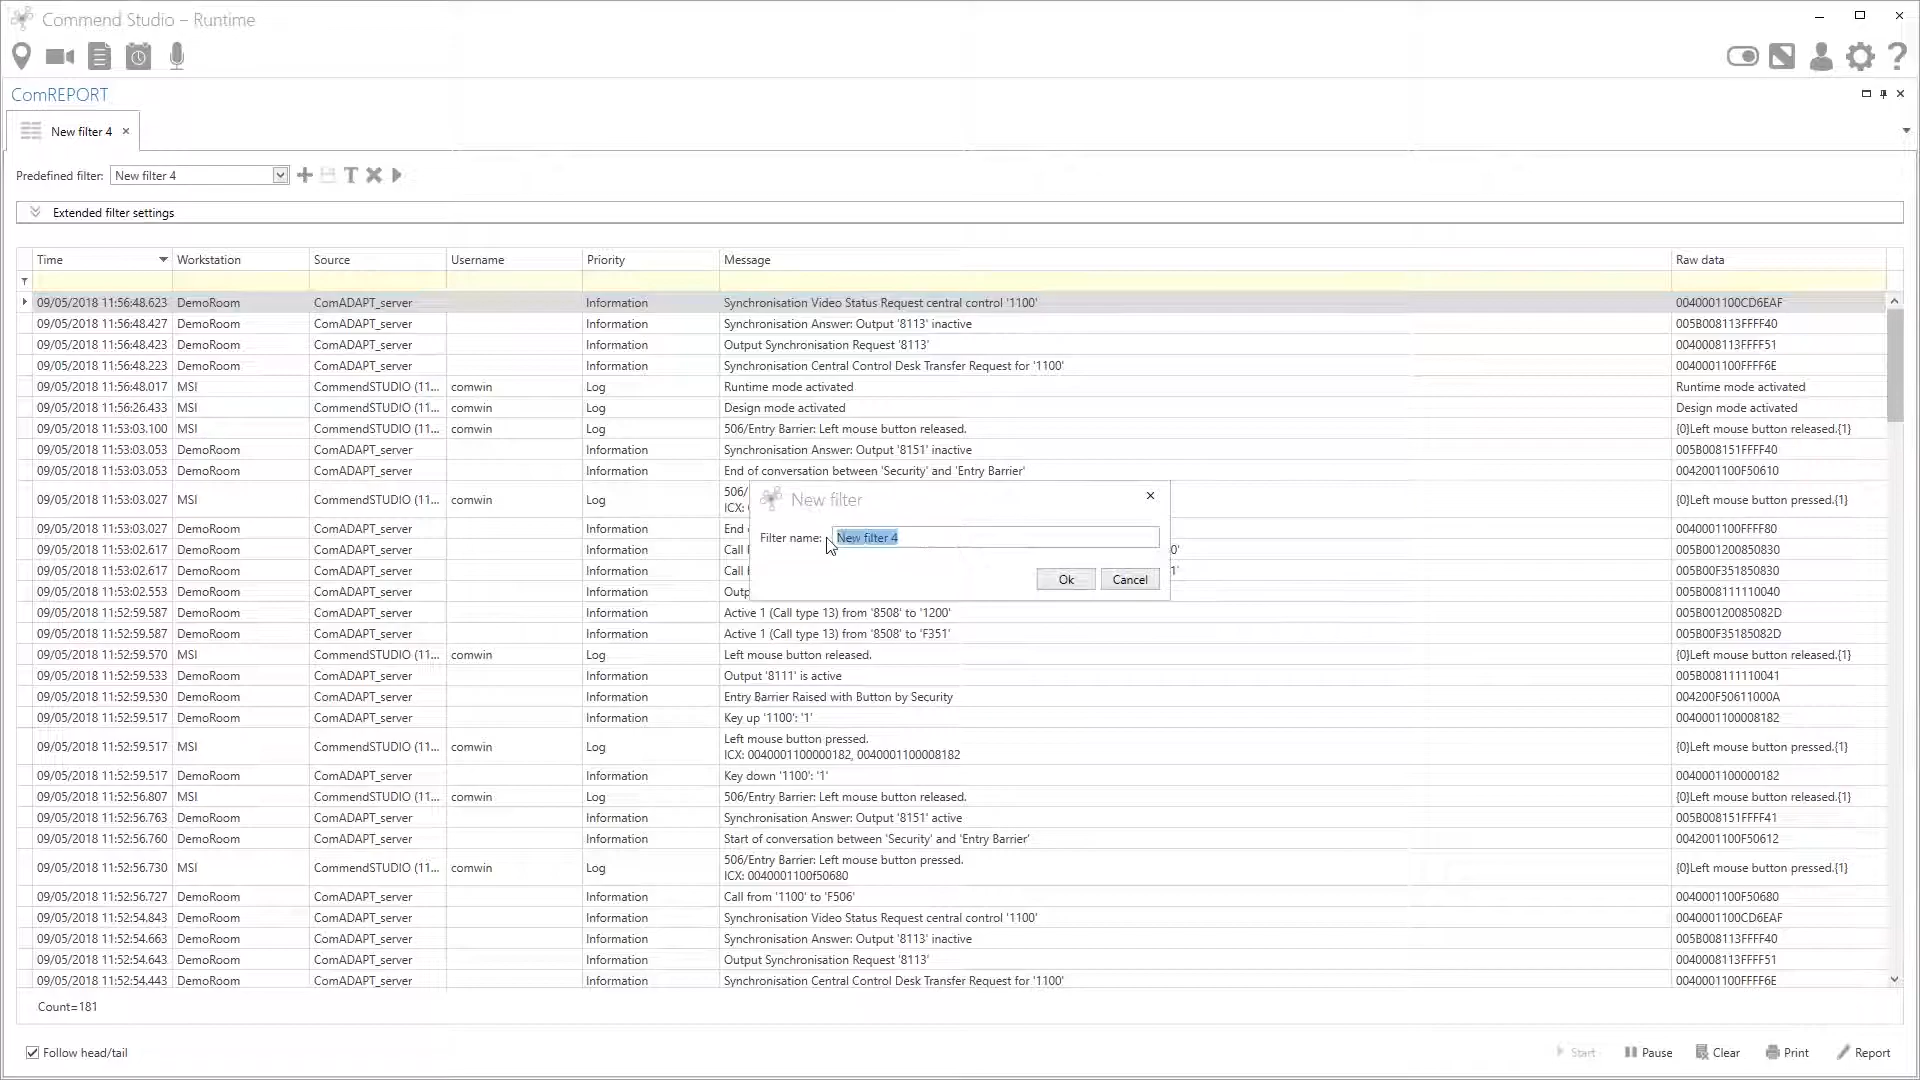 Commend Studio – Runtime
ComREPORT
New filter 4
Predefined filter: New filter 4
Extended filter settings
Time Workstation Source Username Priority Message Raw data
09/05/2018 11:56:48.623 DemoRoom ComADAPT_server Information Synchronisation Video Status Request central control '1100' 0040001100CD6EAF
09/05/2018 11:56:48.427 DemoRoom ComADAPT_server Information Synchronisation Answer: Output '8113' inactive 005B008113FFFF40
09/05/2018 11:56:48.423 DemoRoom ComADAPT_server Information Output Synchronisation Request '8113' 0040008113FFFF51
09/05/2018 11:56:48.223 DemoRoom ComADAPT_server Information Synchronisation Central Control Desk Transfer Request for '1100' 0040001100FFFF6E
09/05/2018 11:56:48.017 MSI CommendSTUDIO (11... comwin Log Runtime mode activated Runtime mode activated
09/05/2018 11:56:26.433 MSI CommendSTUDIO (11... comwin Log Design mode activated Design mode activated
09/05/2018 11:53:03.100 MSI CommendSTUDIO (11... comwin Log 506/Entry Barrier: Left mouse button released. {0}Left mouse button released.{1}
09/05/2018 11:53:03.053 DemoRoom ComADAPT_server Information Synchronisation Answer: Output '8151' inactive 005B008151FFFF40
09/05/2018 11:53:03.053 DemoRoom ComADAPT_server Information End of conversation between 'Security' and 'Entry Barrier' 0042001100F50610
09/05/2018 11:53:03.027 MSI CommendSTUDIO (11... comwin Log 506/ {0}Left mouse button pressed.{1}
ICX:
09/05/2018 11:53:03.027 DemoRoom ComADAPT_server Information End 0040001100FFFF80
09/05/2018 11:53:02.617 DemoRoom ComADAPT_server Information Call 0' 005B001200850830
09/05/2018 11:53:02.617 DemoRoom ComADAPT_server Information Call 1' 005B00F351850830
09/05/2018 11:53:02.553 DemoRoom ComADAPT_server Information Outp 005B008111110040
09/05/2018 11:52:59.587 DemoRoom ComADAPT_server Information Active 1 (Call type 13) from '8508' to '1200' 005B00120085082D
09/05/2018 11:52:59.587 DemoRoom ComADAPT_server Information Active 1 (Call type 13) from '8508' to 'F351' 005B00F35185082D
09/05/2018 11:52:59.570 MSI CommendSTUDIO (11... comwin Log Left mouse button released. {0}Left mouse button released.{1}
09/05/2018 11:52:59.533 DemoRoom ComADAPT_server Information Output '8111' is active 005B008111110041
09/05/2018 11:52:59.530 DemoRoom ComADAPT_server Information Entry Barrier Raised with Button by Security 004200F50611000A
09/05/2018 11:52:59.517 DemoRoom ComADAPT_server Information Key up '1100': '1' 0040001100008182
09/05/2018 11:52:59.517 MSI CommendSTUDIO (11... comwin Log Left mouse button pressed. {0}Left mouse button pressed.{1}
ICX: 0040001100000182, 0040001100008182
09/05/2018 11:52:59.517 DemoRoom ComADAPT_server Information Key down '1100': '1' 0040001100000182
09/05/2018 11:52:56.807 MSI CommendSTUDIO (11... comwin Log 506/Entry Barrier: Left mouse button released. {0}Left mouse button released.{1}
09/05/2018 11:52:56.763 DemoRoom ComADAPT_server Information Synchronisation Answer: Output '8151' active 005B008151FFFF41
09/05/2018 11:52:56.760 DemoRoom ComADAPT_server Information Start of conversation between 'Security' and 'Entry Barrier' 0042001100F50612
09/05/2018 11:52:56.730 MSI CommendSTUDIO (11... comwin Log 506/Entry Barrier: Left mouse button pressed. {0}Left mouse button pressed.{1}
ICX: 0040001100f50680
09/05/2018 11:52:56.727 DemoRoom ComADAPT_server Information Call from '1100' to 'F506' 0040001100F50680
09/05/2018 11:52:54.843 DemoRoom ComADAPT_server Information Synchronisation Video Status Request central control '1100' 0040001100CD6EAF
09/05/2018 11:52:54.663 DemoRoom ComADAPT_server Information Synchronisation Answer: Output '8113' inactive 005B008113FFFF40
09/05/2018 11:52:54.643 DemoRoom ComADAPT_server Information Output Synchronisation Request '8113' 0040008113FFFF51
09/05/2018 11:52:54.443 DemoRoom ComADAPT_server Information Synchronisation Central Control Desk Transfer Request for '1100' 0040001100FFFF6E
New filter
Filter name: New filter 4
Ok Cancel
Count=181
Follow head/tail
Start Pause Clear Print Report